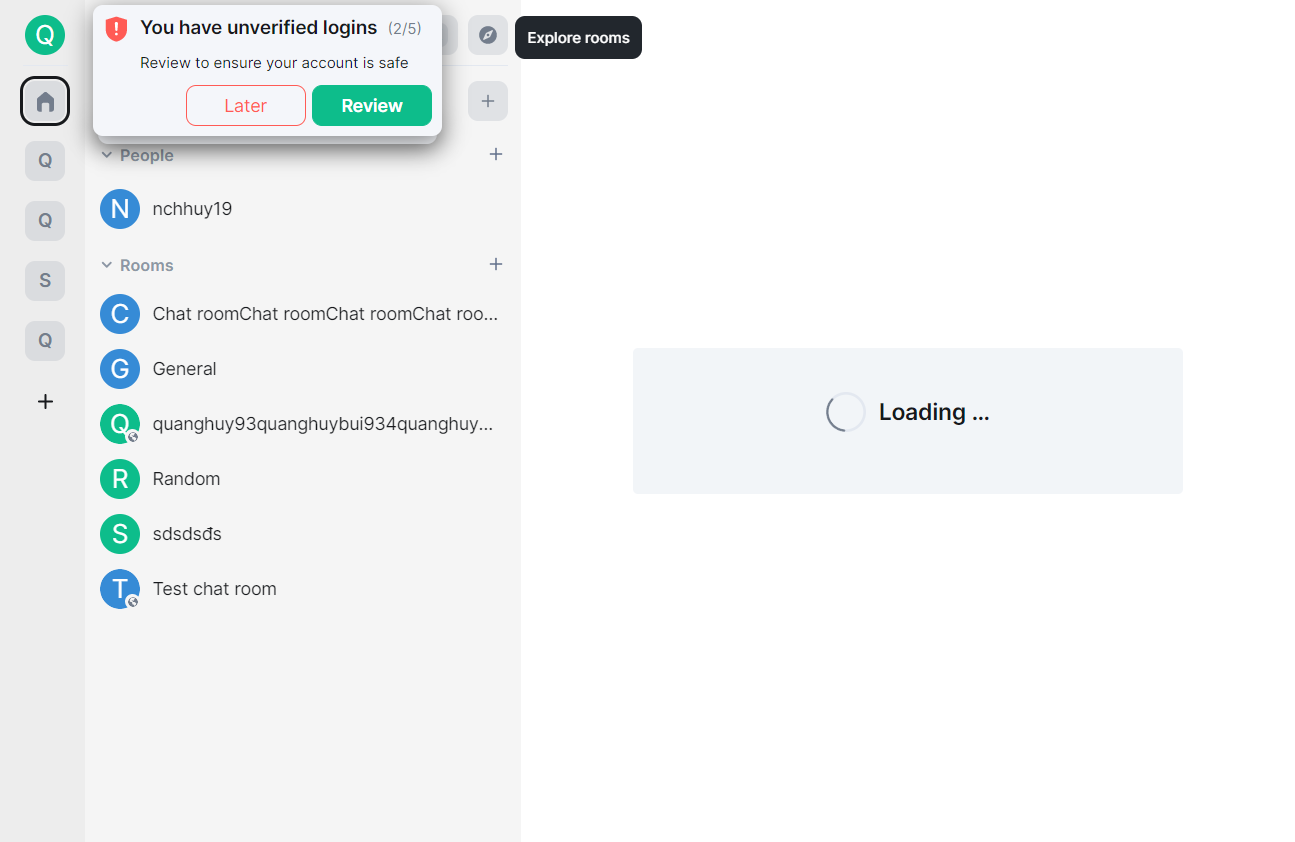 Q
You have unverified logins (2/5)
Review to ensure your account is safe
Later
Review
Explore rooms
People
Q
N
nchhuy19
Q
Rooms
S
C
Chat roomChat roomChat roomChat roo...
Q
G
General
Q
quanghuy93quanghuybui934quanghuy...
R
Random
S
sdsdsđs
T
Test chat room
Loading ...